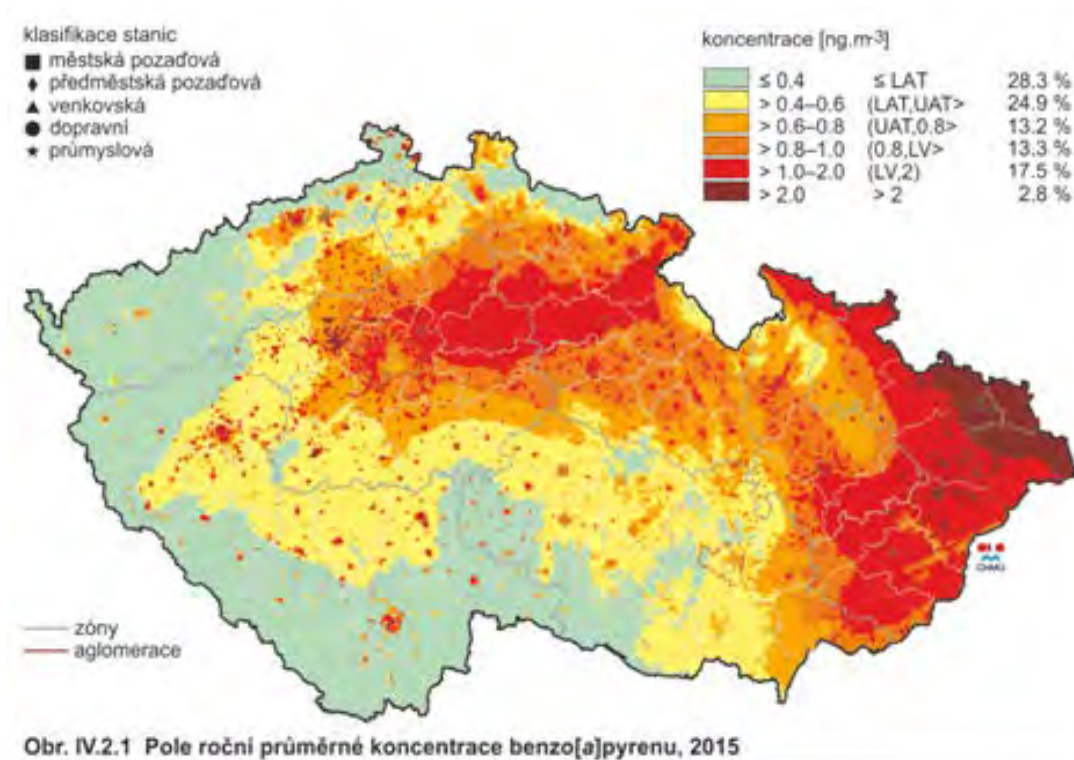 klasifikace stanic
městská pozaďová
předměstská pozaďová
venkovská
dopravní
průmyslová
koncentrace [ng.m-3]
≤ 0.4 ≤ LAT 28.3 %
> 0.4–0.6 (LAT,UAT> 24.9 %
> 0.6–0.8 (UAT,0.8> 13.2 %
> 0.8–1.0 (0.8,LV> 13.3 %
> 1.0–2.0 (LV,2) 17.5 %
> 2.0 > 2 2.8 %
CHMÚ
zóny
aglomerace
Obr. IV.2.1 Pole roční průměrné koncentrace benzo[a]pyrenu, 2015